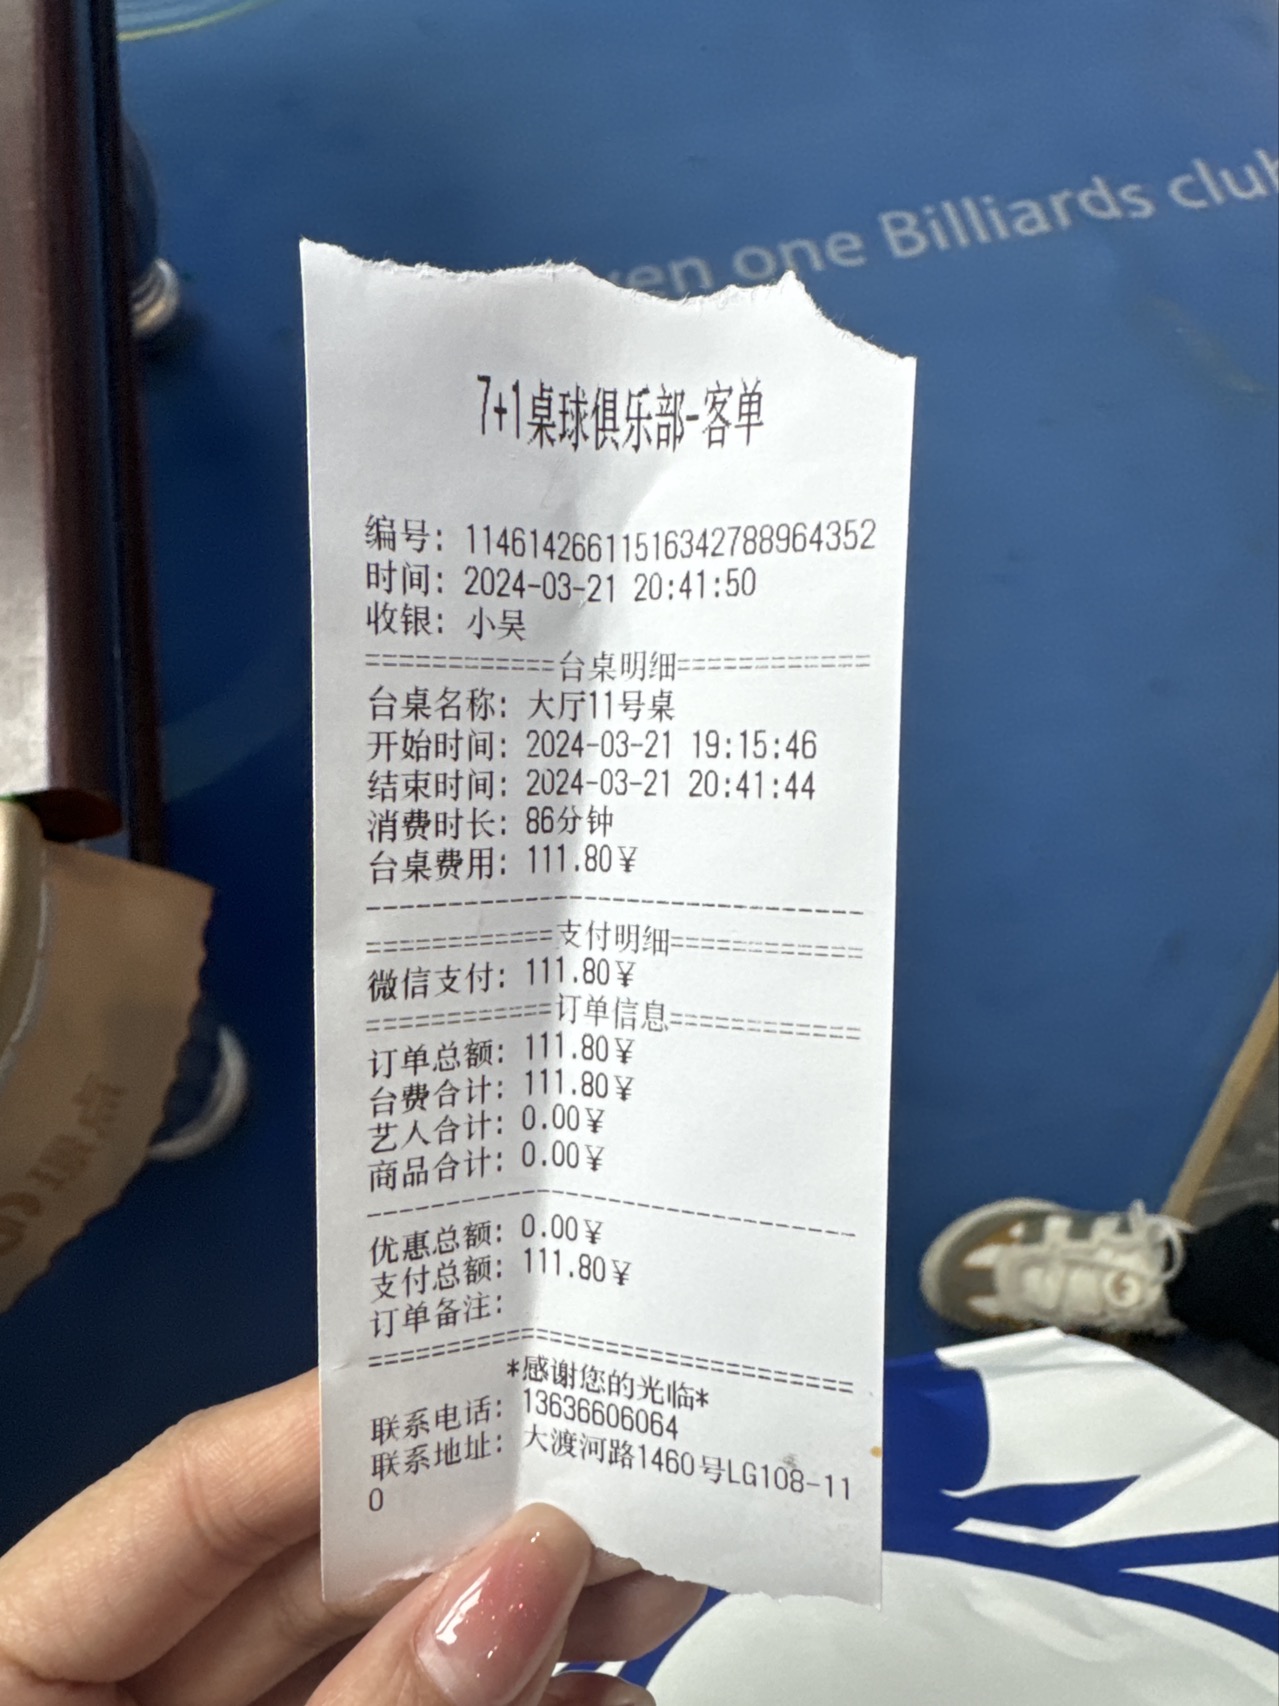 en one Billiards club
7+1桌球俱乐部-客单
编号: 11461426611516342788964352
时间: 2024-03-21 20:41:50
收银: 小吴
============台桌明细============
台桌名称: 大厅11号桌
开始时间: 2024-03-21 19:15:46
结束时间: 2024-03-21 20:41:44
消费时长: 86分钟
台桌费用: 111.80¥
--------------------------------
============支付明细============
微信支付: 111.80¥
============订单信息============
订单总额: 111.80¥
台费合计: 111.80¥
艺人合计: 0.00¥
商品合计: 0.00¥
--------------------------------
优惠总额: 0.00¥
支付总额: 111.80¥
订单备注:
================================
*感谢您的光临*
联系电话: 13636606064
联系地址: 大渡河路1460号LG108-11
0